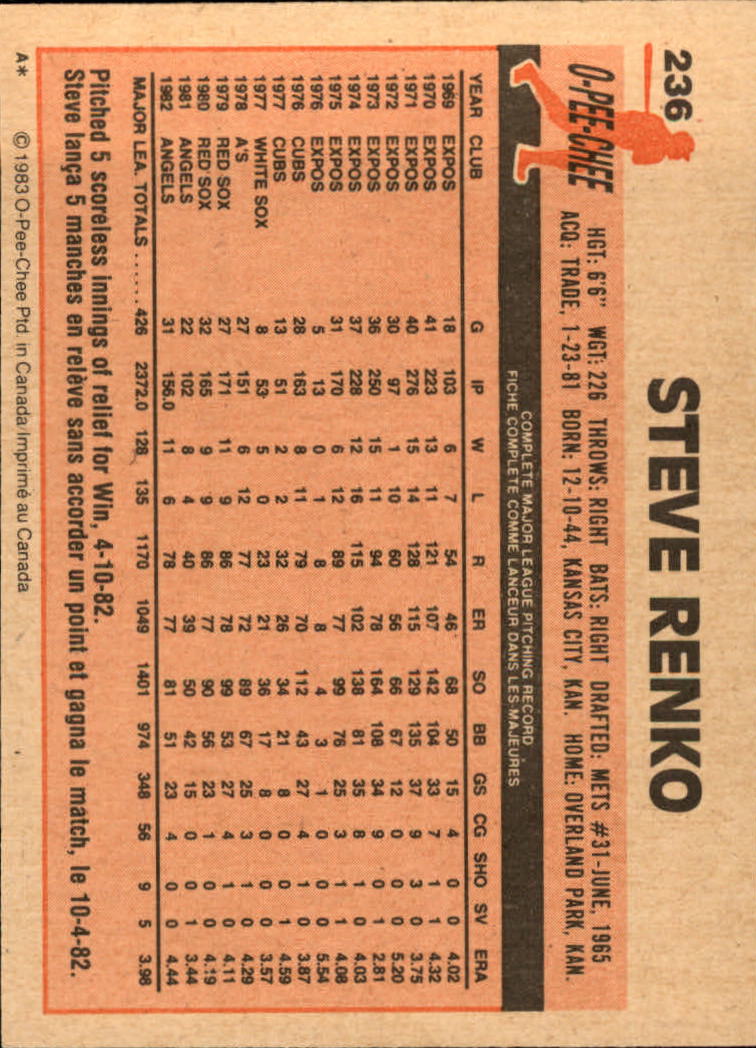 236
STEVE RENKO
O-PEE-CHEE
HGT: 6'6" WGT: 226 THROWS: RIGHT BATS: RIGHT DRAFTED: METS #31-JUNE, 1965
ACQ: TRADE, 1-23-81 BORN: 12-10-44, KANSAS CITY, KAN. HOME: OVERLAND PARK, KAN.
COMPLETE MAJOR LEAGUE PITCHING RECORD
FICHE COMPLETE COMME LANCEUR DANS LES MAJEURES
YEAR CLUB G IP W L R ER SO BB GS CG SHO SV ERA
1969 EXPOS 18 103 6 7 54 46 68 50 15 4 0 0 4.02
1970 EXPOS 41 223 13 11 121 107 142 104 33 7 1 1 4.32
1971 EXPOS 40 276 15 14 128 115 129 135 37 9 3 0 3.75
1972 EXPOS 30 97 1 10 60 56 66 67 12 0 0 0 5.20
1973 EXPOS 36 250 15 11 94 78 164 108 34 9 0 1 2.81
1974 EXPOS 37 228 12 16 115 102 138 81 35 8 1 0 4.03
1975 EXPOS 31 170 6 12 89 77 99 76 25 3 1 1 4.08
1976 EXPOS 5 13 0 1 8 8 4 3 1 0 0 0 5.54
1976 CUBS 28 163 8 11 79 70 112 43 27 4 1 0 3.87
1977 CUBS 13 51 2 2 32 26 34 21 8 0 0 1 4.59
1977 WHITE SOX 8 53 5 0 23 21 36 17 8 0 0 0 3.57
1978 A'S 27 151 6 12 77 72 89 67 25 3 1 0 4.29
1979 RED SOX 27 171 11 9 86 78 99 53 27 4 1 0 4.11
1980 RED SOX 32 165 9 9 86 77 90 56 23 1 0 0 4.19
1981 ANGELS 22 102 8 4 40 39 50 42 15 0 0 1 3.44
1982 ANGELS 31 156.0 11 6 78 77 81 51 23 4 0 0 4.44
MAJOR LEA. TOTALS ...... 426 2372.0 128 135 1170 1049 1401 974 348 56 9 5 3.98
Pitched 5 scoreless innings of relief for Win, 4-10-82.
Steve lança 5 manches en relève sans accorder un point et gagna le match, le 10-4-82.
A* © 1983 O-Pee-Chee Ptd. in Canada/Imprimé au Canada